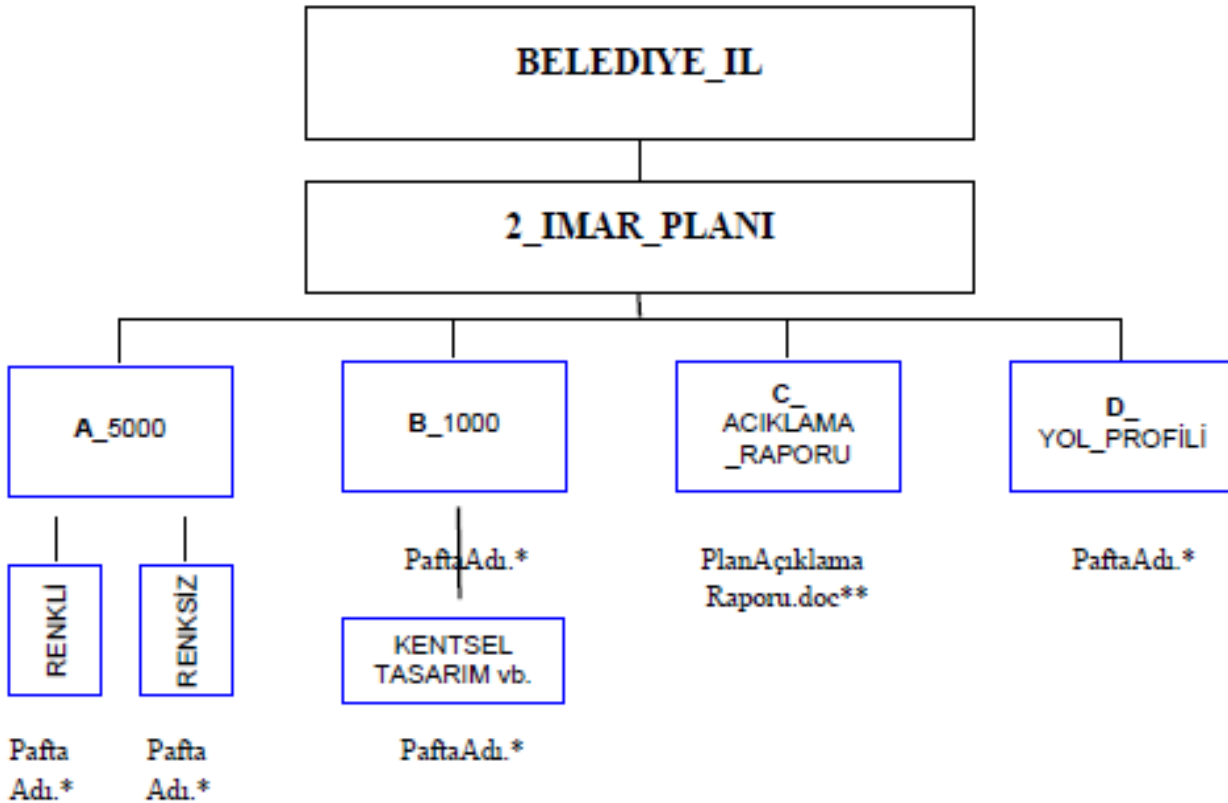 BELEDIYE_IL
2_IMAR_PLANI
A_5000
B_1000
C_
ACIKLAMA
_RAPORU
D_
YOL_PROFİLİ
PaftaAdı.*
PlanAçıklama
Raporu.doc**
PaftaAdı.*
RENKLİ
RENKSİZ
KENTSEL
TASARIM vb.
Pafta
Adı.*
Pafta
Adı.*
PaftaAdı.*